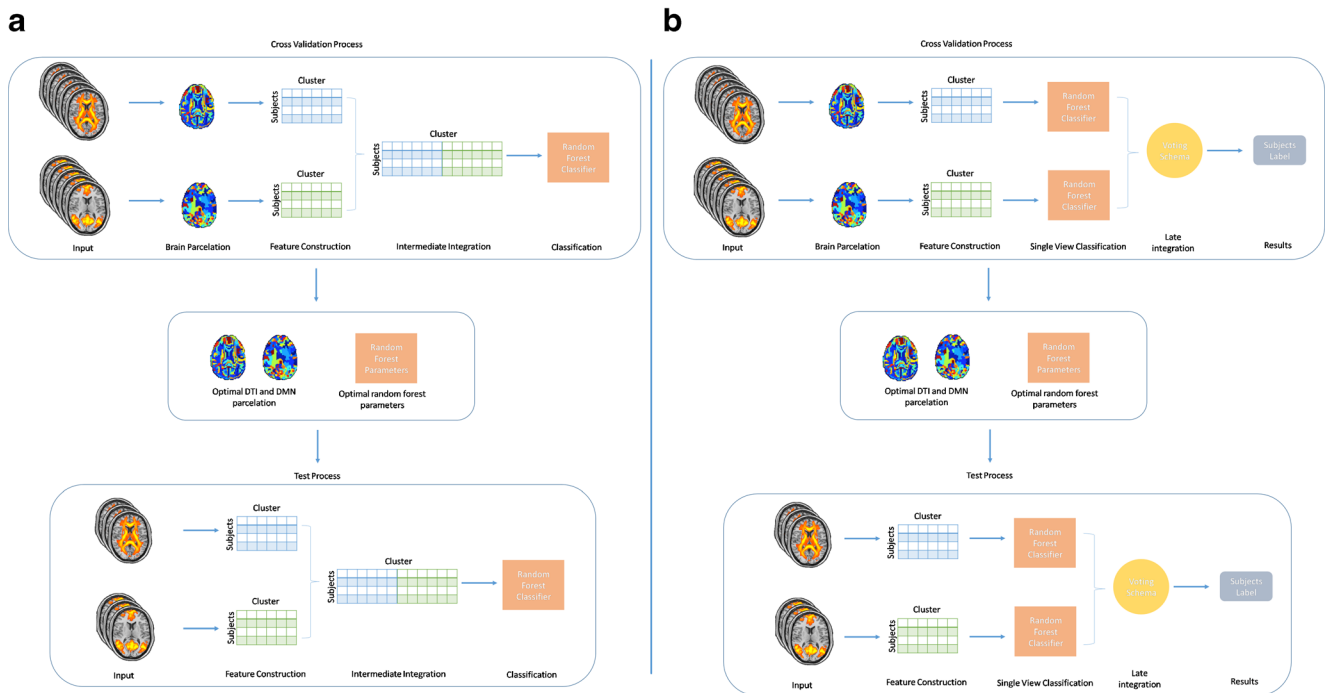 a
Cross Validation Process
Cluster
Subjects
Cluster
Subjects
Random
Forest
Classifier
Cluster
Subjects
Input
Brain Parcelation
Feature Construction
Intermediate Integration
Classification
Optimal DTI and DMN
parcelation
Random
Forest
Parameters
Optimal random forest
parameters
Test Process
Cluster
Subjects
Cluster
Subjects
Random
Forest
Classifier
Cluster
Subjects
Input
Feature Construction
Intermediate Integration
Classification
b
Cross Validation Process
Cluster
Subjects
Random
Forest
Classifier
Voting
Schema
Subjects
Label
Cluster
Subjects
Random
Forest
Classifier
Input
Brain Parcelation
Feature Construction
Single View Classification
Late
integration
Results
Optimal DTI and DMN
parcelation
Random
Forest
Parameters
Optimal random forest
parameters
Test Process
Cluster
Subjects
Random
Forest
Classifier
Voting
Schema
Subjects
Label
Cluster
Subjects
Random
Forest
Classifier
Input
Feature Construction
Single View Classification
Late
integration
Results